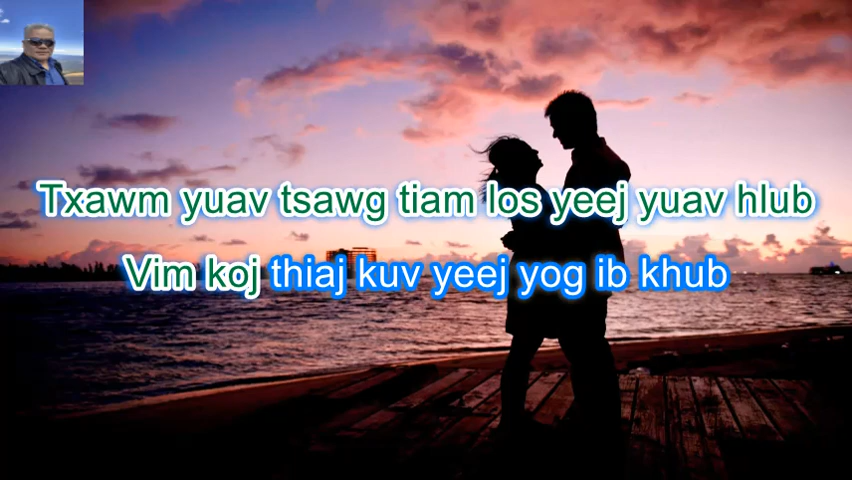 Txawm yuav tsawg tiam los yeej yuav hlub
Vim koj thiaj kuv yeej yog ib khub